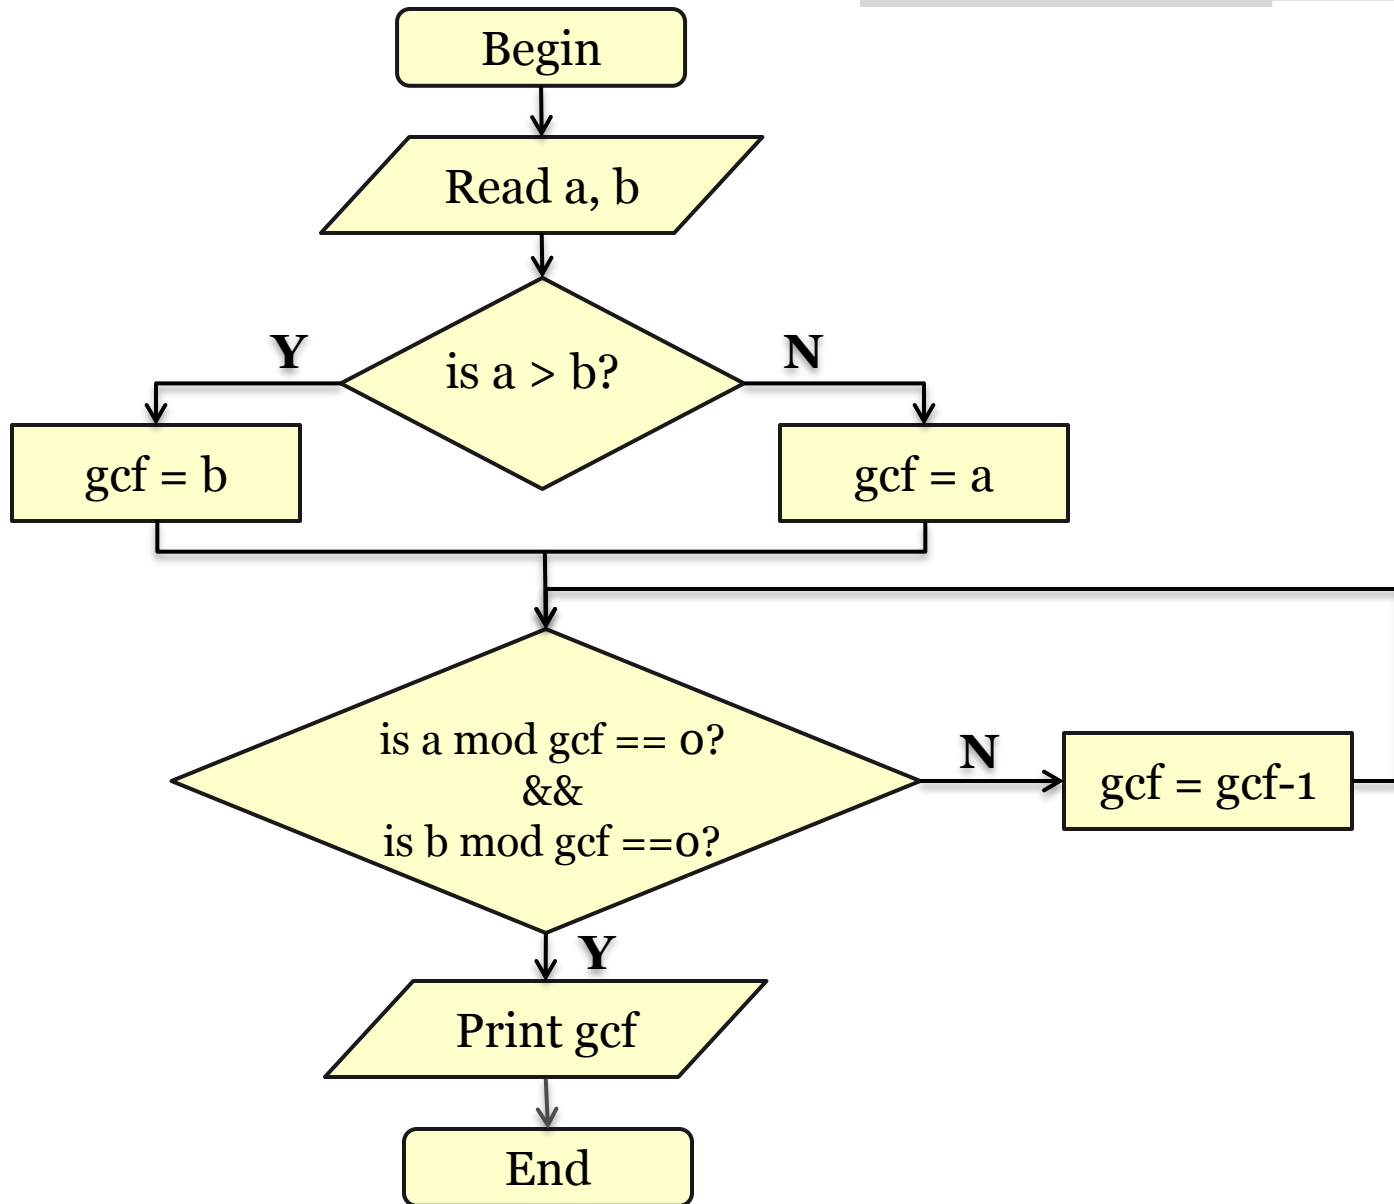 Begin
Read a, b
Y
N
is a > b?
gcf = b
gcf = a
is a mod gcf == 0?
&&
is b mod gcf ==0?
N
gcf = gcf-1
Y
Print gcf
End